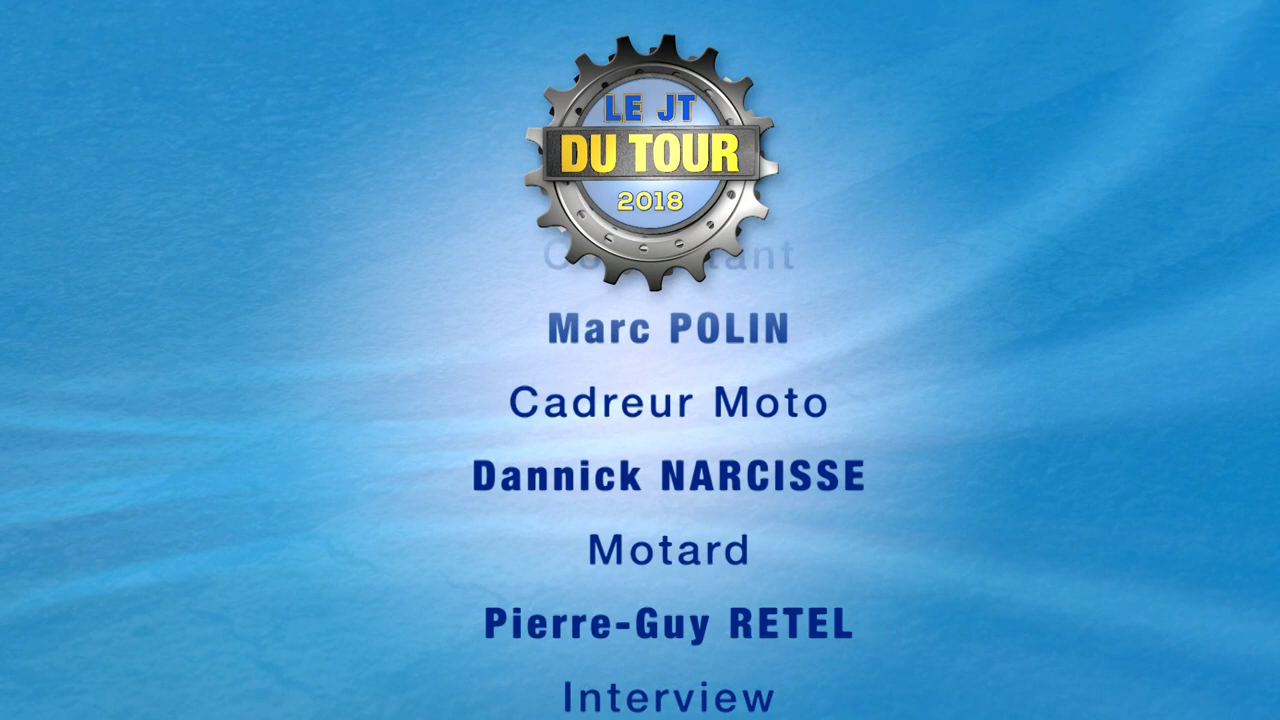 LE JT
DU TOUR
2018
Marc POLIN
Cadreur Moto
Dannick NARCISSE
Motard
Pierre-Guy RETEL
Interview